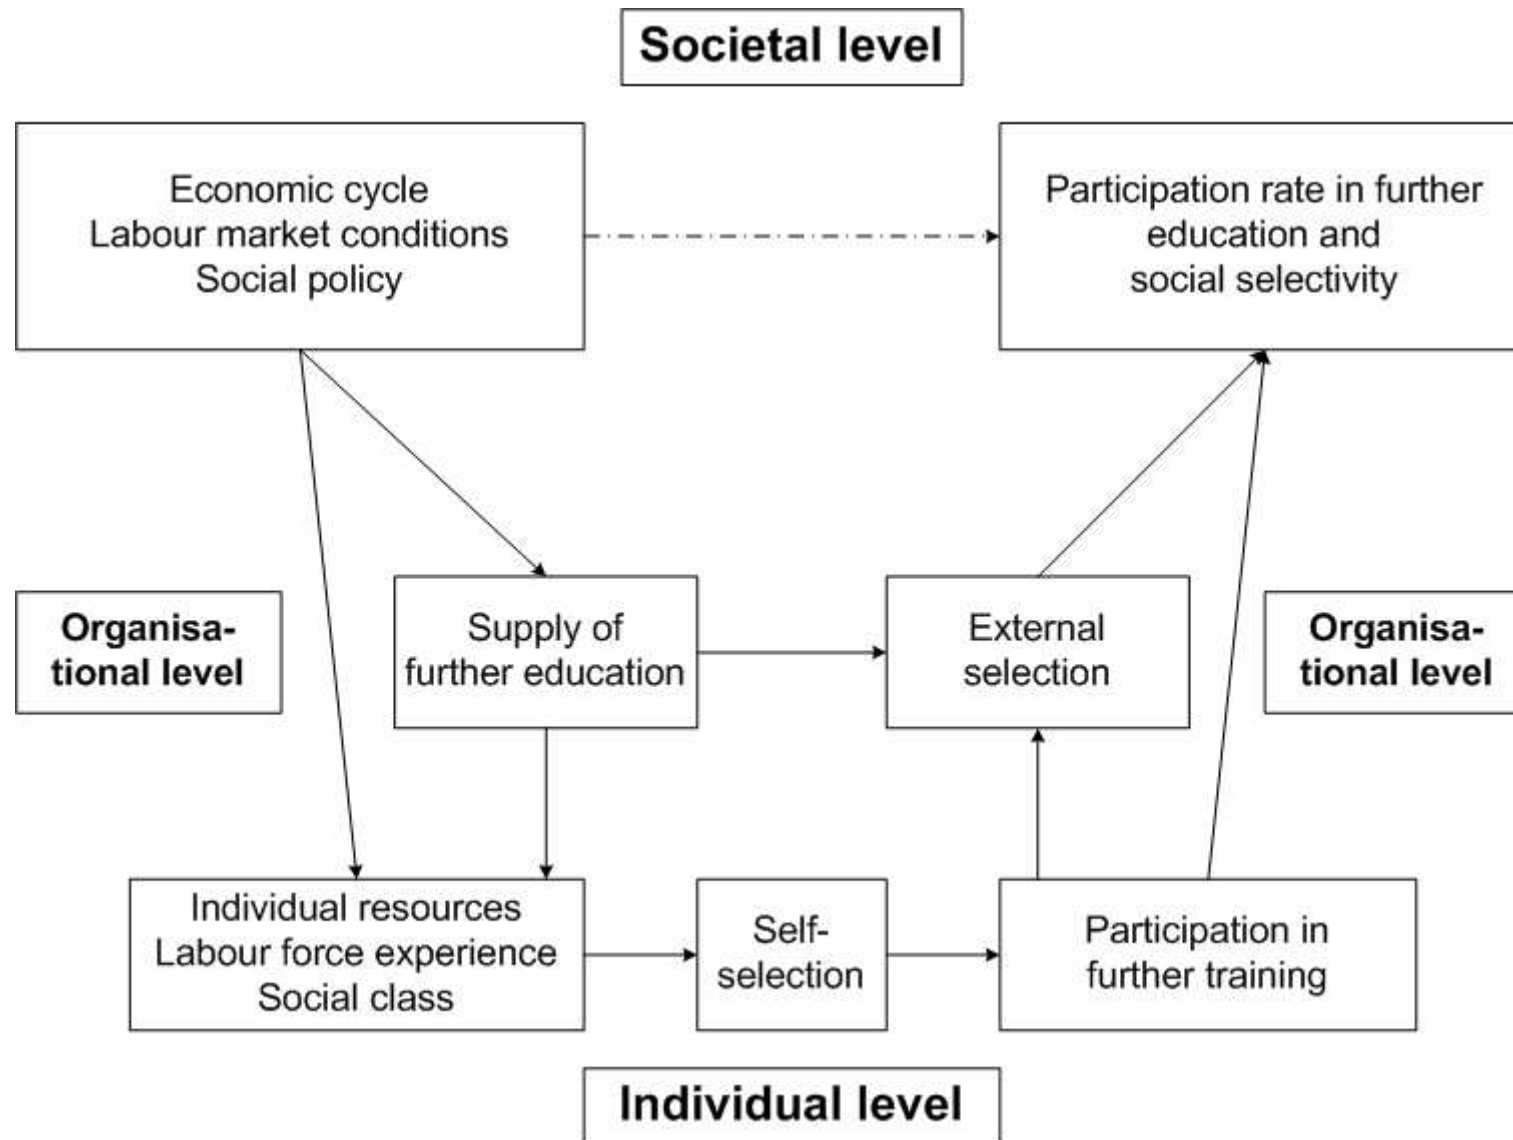 Societal level
Economic cycle
Labour market conditions
Social policy
Participation rate in further
education and
social selectivity
Organisa-
tional level
Supply of
further education
External
selection
Organisa-
tional level
Individual resources
Labour force experience
Social class
Self-
selection
Participation in
further training
Individual level